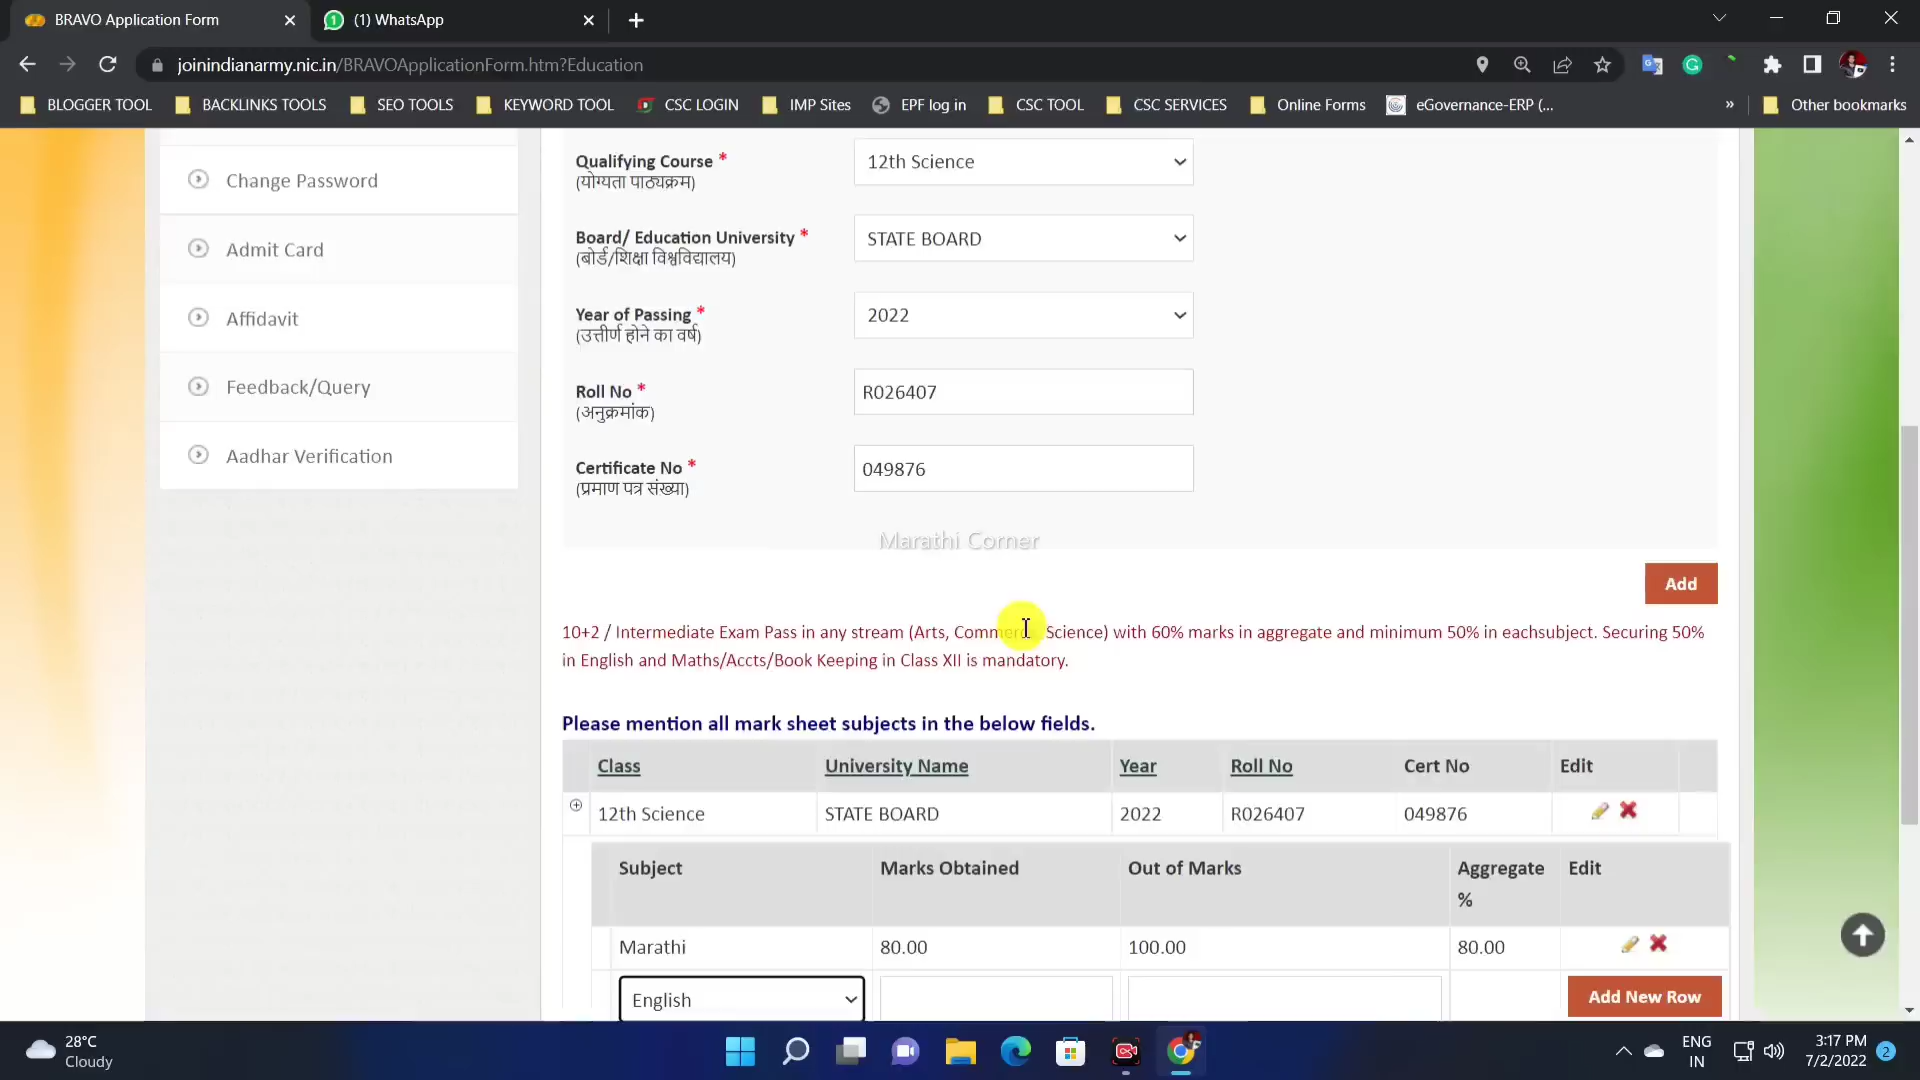 BRAVO Application Form
(1) WhatsApp
joinindianarmy.nic.in/BRAVOApplicationForm.htm?Education
BLOGGER TOOL BACKLINKS TOOLS SEO TOOLS KEYWORD TOOL CSC LOGIN IMP Sites EPF log in CSC TOOL CSC SERVICES Online Forms eGovernance-ERP (... » Other bookmarks
Change Password
Admit Card
Affidavit
Feedback/Query
Aadhar Verification
Qualifying Course * 12th Science
(योग्यता पाठ्यक्रम)
Board/ Education University * STATE BOARD
(बोर्ड/शिक्षा विश्वविद्यालय)
Year of Passing * 2022
(उत्तीर्ण होने का वर्ष)
Roll No * R026407
(अनुक्रमांक)
Certificate No * 049876
(प्रमाण पत्र संख्या)
Marathi Corner
Add
10+2 / Intermediate Exam Pass in any stream (Arts, Commerce, Science) with 60% marks in aggregate and minimum 50% in eachsubject. Securing 50%
in English and Maths/Accts/Book Keeping in Class XII is mandatory.
Please mention all mark sheet subjects in the below fields.
Class University Name Year Roll No Cert No Edit
12th Science STATE BOARD 2022 R026407 049876
Subject Marks Obtained Out of Marks Aggregate % Edit
Marathi 80.00 100.00 80.00
English Add New Row
28°C
Cloudy
ENG
IN
3:17 PM
7/2/2022
2